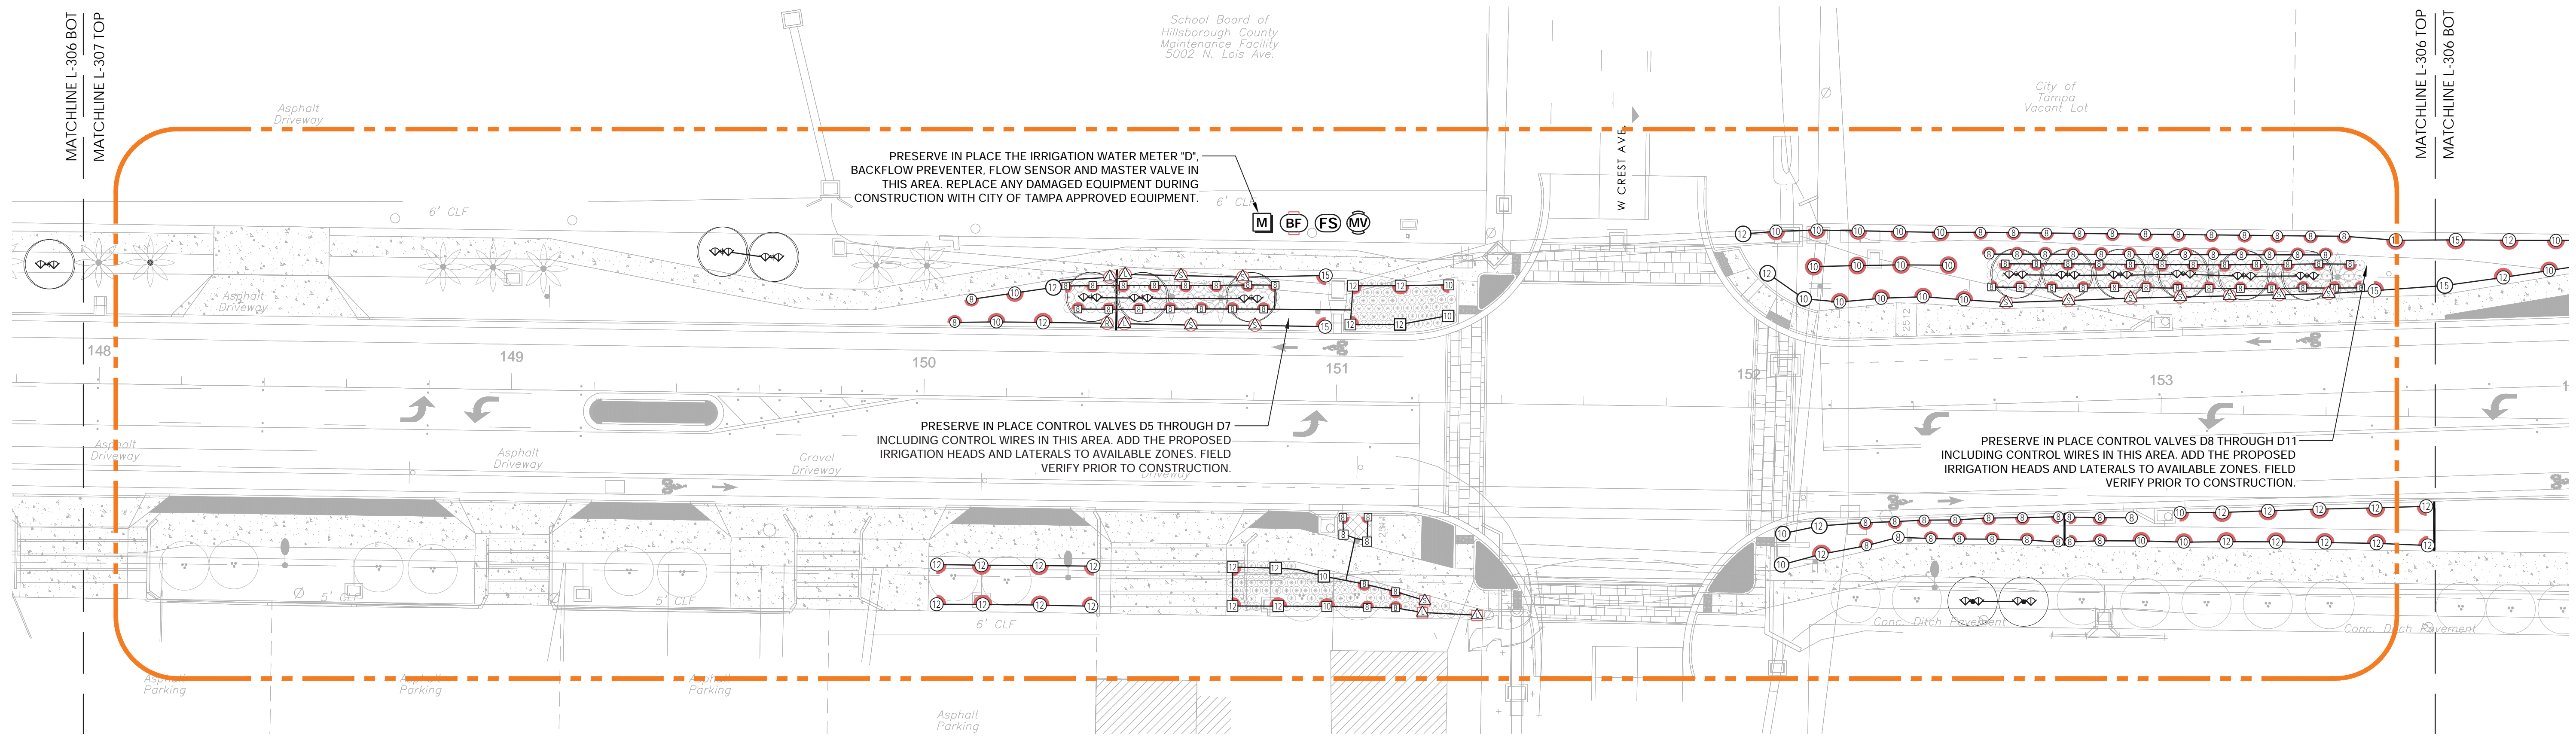 MATCHLINE L-306 BOT
MATCHLINE L-307 TOP
School Board of
Hillsborough County
Maintenance Facility
5002 N. Lois Ave.
City of
Tampa
Vacant Lot
MATCHLINE L-306 TOP
MATCHLINE L-306 BOT
Asphalt
Driveway
PRESERVE IN PLACE THE IRRIGATION WATER METER "D",
BACKFLOW PREVENTER, FLOW SENSOR AND MASTER VALVE IN
THIS AREA. REPLACE ANY DAMAGED EQUIPMENT DURING
CONSTRUCTION WITH CITY OF TAMPA APPROVED EQUIPMENT.
W CREST AVE.
6' CLF
6' CLF
M BF FS MV
Asphalt
Driveway
2512
148 149 150 151 152 153
PRESERVE IN PLACE CONTROL VALVES D5 THROUGH D7
INCLUDING CONTROL WIRES IN THIS AREA. ADD THE PROPOSED
IRRIGATION HEADS AND LATERALS TO AVAILABLE ZONES. FIELD
VERIFY PRIOR TO CONSTRUCTION.
PRESERVE IN PLACE CONTROL VALVES D8 THROUGH D11
INCLUDING CONTROL WIRES IN THIS AREA. ADD THE PROPOSED
IRRIGATION HEADS AND LATERALS TO AVAILABLE ZONES. FIELD
VERIFY PRIOR TO CONSTRUCTION.
Asphalt
Driveway
Asphalt
Driveway
Gravel
Driveway
Driveway
5' CLF
5' CLF
6' CLF
Conc. Ditch Pavement
Conc. Ditch Pavement
Asphalt
Parking
Asphalt
Parking
Asphalt
Parking
Asphalt
Parking